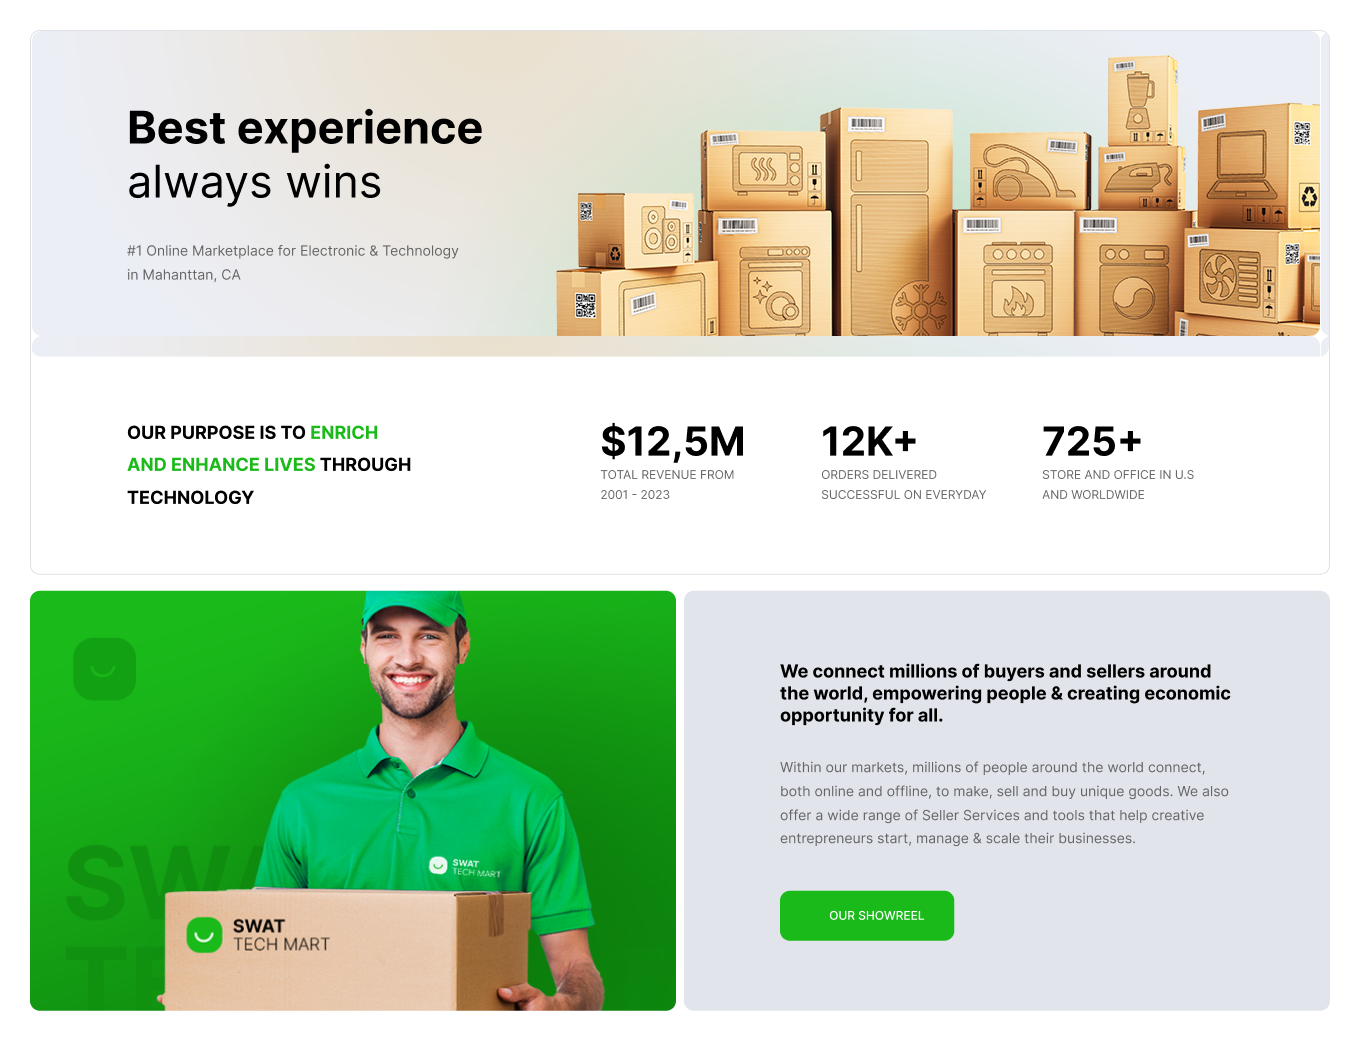 Best experience
always wins
#1 Online Marketplace for Electronic & Technology
in Mahanttan, CA
OUR PURPOSE IS TO ENRICH
AND ENHANCE LIVES THROUGH
TECHNOLOGY
$12,5M
TOTAL REVENUE FROM
2001 - 2023
12K+
ORDERS DELIVERED
SUCCESSFUL ON EVERYDAY
725+
STORE AND OFFICE IN U.S
AND WORLDWIDE
SWAT
TECH MART
SWAT
TECH MART
We connect millions of buyers and sellers around
the world, empowering people & creating economic
opportunity for all.
Within our markets, millions of people around the world connect,
both online and offline, to make, sell and buy unique goods. We also
offer a wide range of Seller Services and tools that help creative
entrepreneurs start, manage & scale their businesses.
OUR SHOWREEL